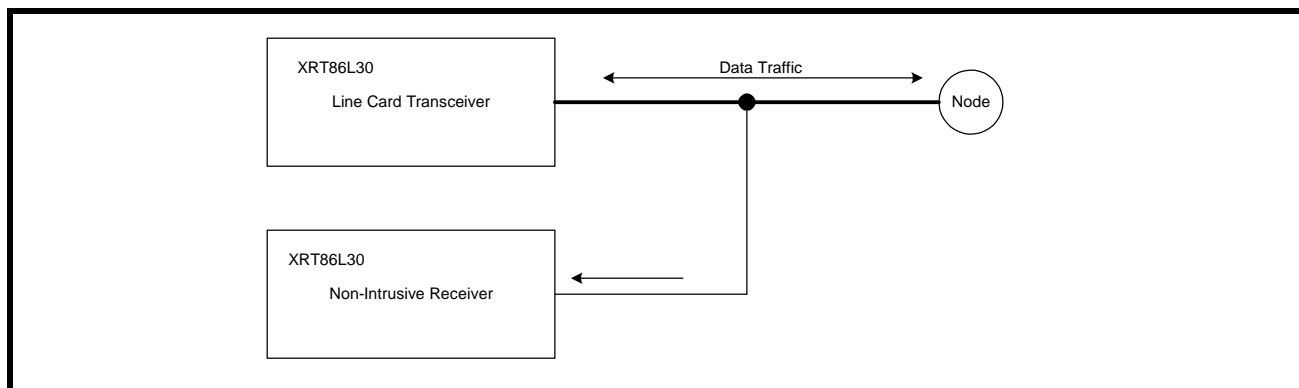 XRT86L30
Line Card Transceiver
Data Traffic
Node
XRT86L30
Non-Intrusive Receiver